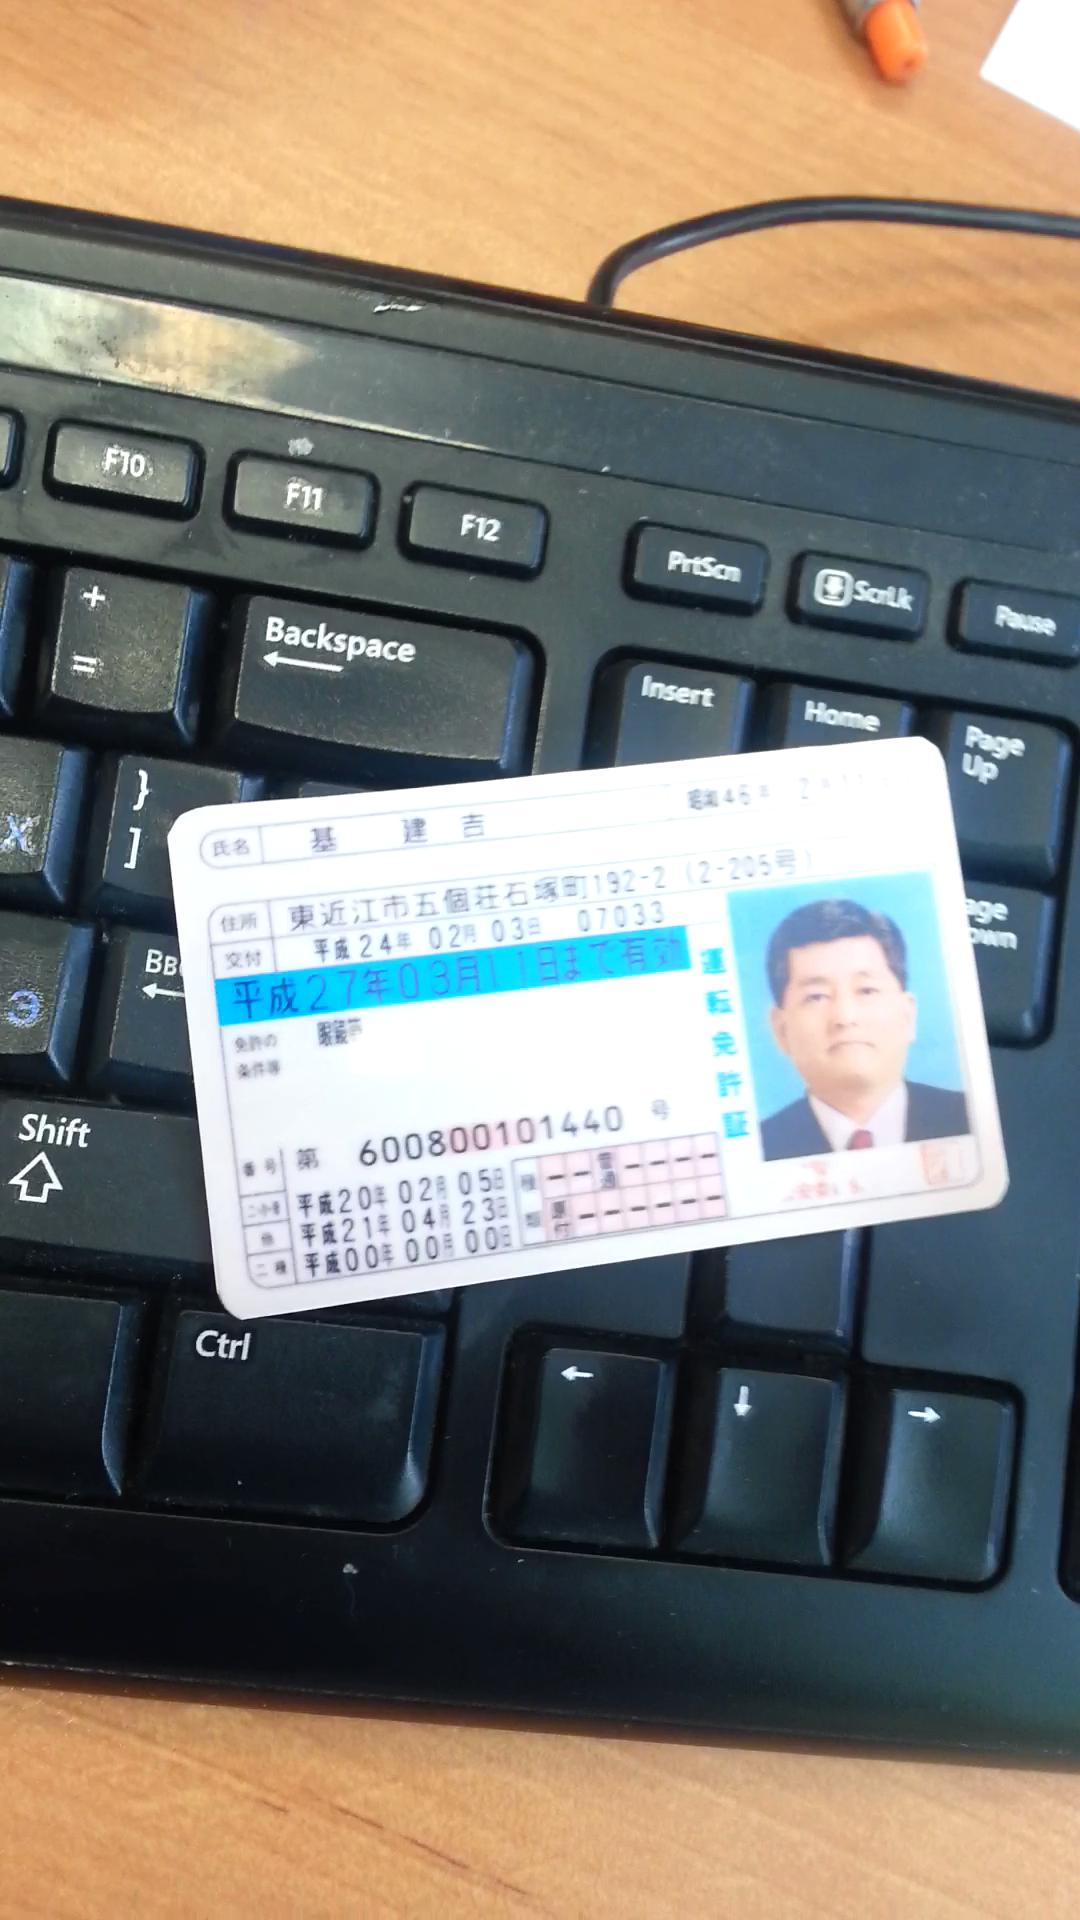 F10
F11
F12
PrtScn
ScrLk
Pause
+
=
Backspace
Insert
Home
Page
Up
}
]
氏名 基 建吉
昭和46年 2
住所 東近江市五個荘石塚町192-2 (2-205号)
交付 平成24年02月03日 07033
平成27年03月11日まで有効
免許の
条件等
眼鏡等
運転免許証
番号 第 600800101440 号
二・小・原 平成20年02月05日
他 平成21年04月23日
二種 平成00年00月00日
種類
普通
原付
Shift
Ctrl